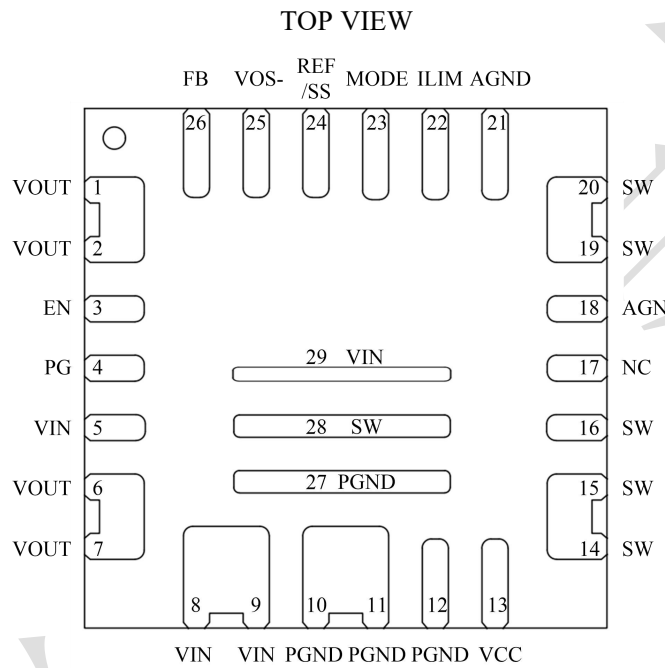 TOP VIEW
FB VOS- REF /SS MODE ILIM AGND
26 25 24 23 22 21
VOUT 1 20 SW
VOUT 2 19 SW
EN 3 18 AGN
PG 4 17 NC
29 VIN
VIN 5 16 SW
28 SW
VOUT 6 15 SW
27 PGND
VOUT 7 14 SW
8 9 10 11 12 13
VIN VIN PGND PGND PGND VCC